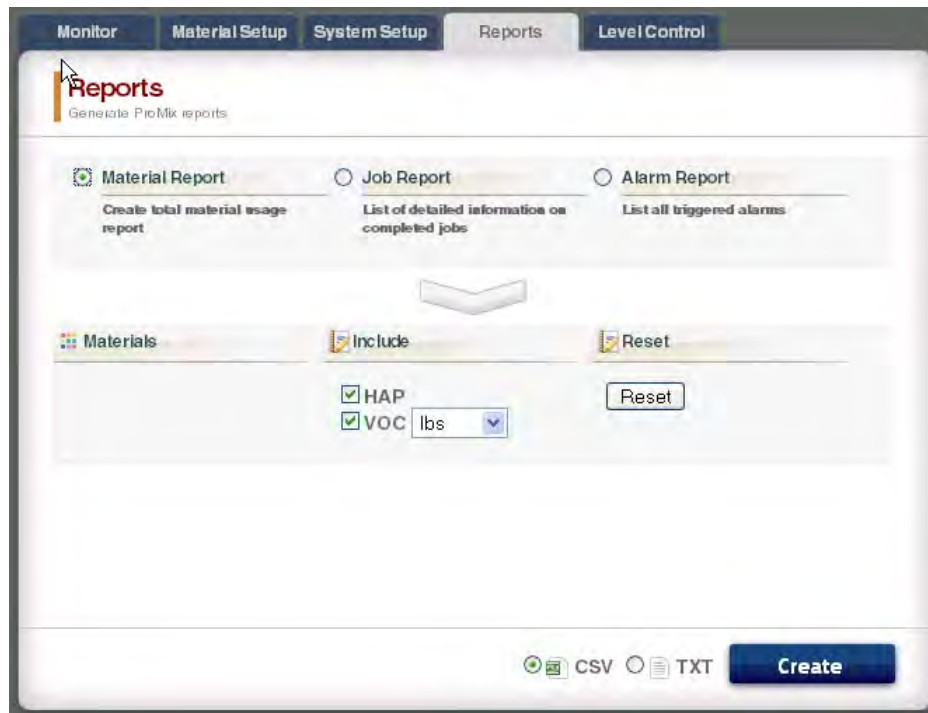 Monitor Material Setup System Setup Reports Level Control
Reports
Generate ProMix reports
Material Report Job Report Alarm Report
Create total material usage report
List of detailed information on completed jobs
List all triggered alarms
Materials Include Reset
HAP
VOC lbs
Reset
CSV TXT Create